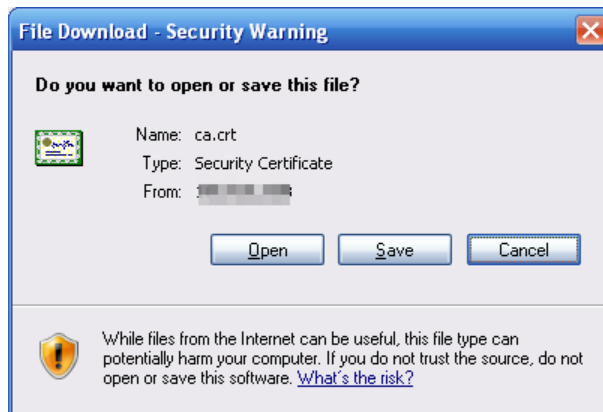 File Download - Security Warning
Do you want to open or save this file?
Name: ca.crt
Type: Security Certificate
From:
Open Save Cancel
While files from the Internet can be useful, this file type can
potentially harm your computer. If you do not trust the source, do not
open or save this software. What's the risk?